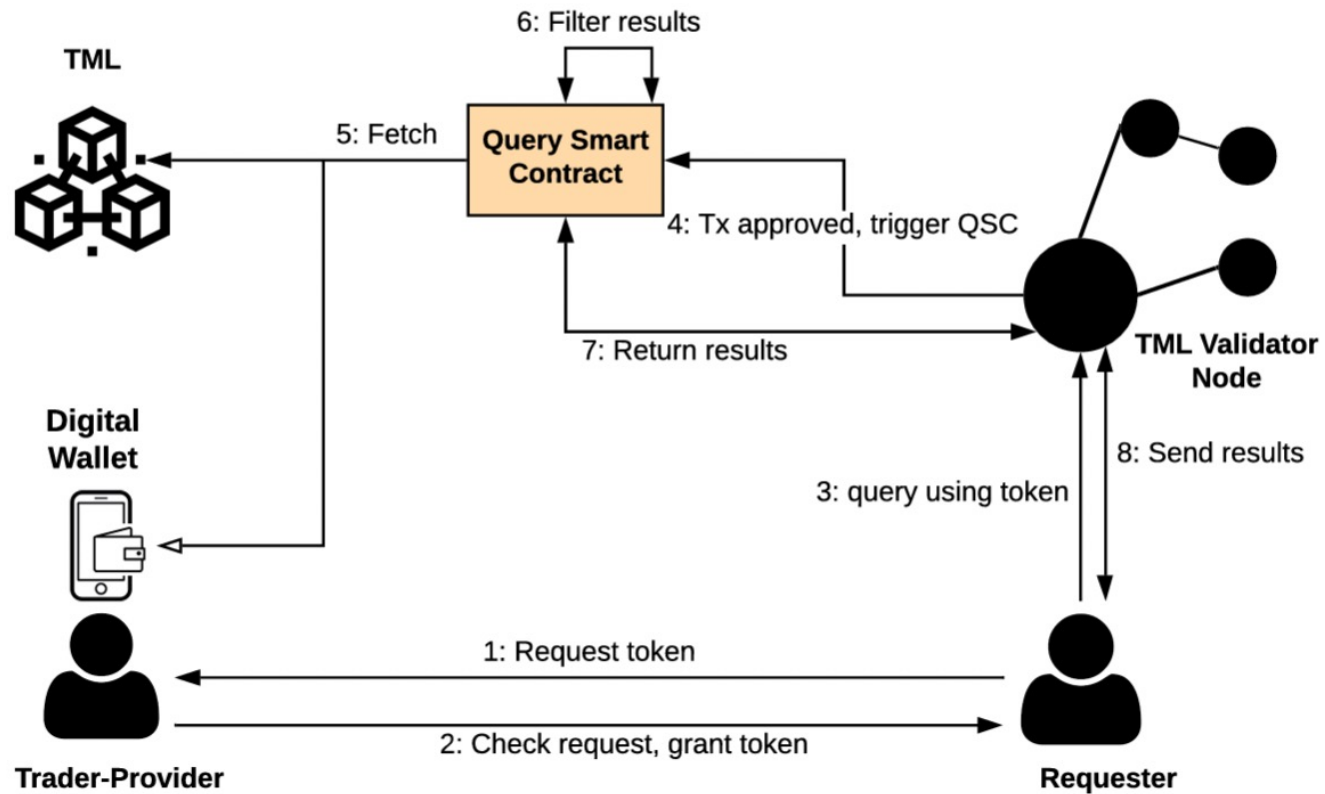 6: Filter results
TML
5: Fetch
Query Smart
Contract
4: Tx approved, trigger QSC
7: Return results
TML Validator
Node
Digital
Wallet
8: Send results
3: query using token
1: Request token
2: Check request, grant token
Trader-Provider
Requester